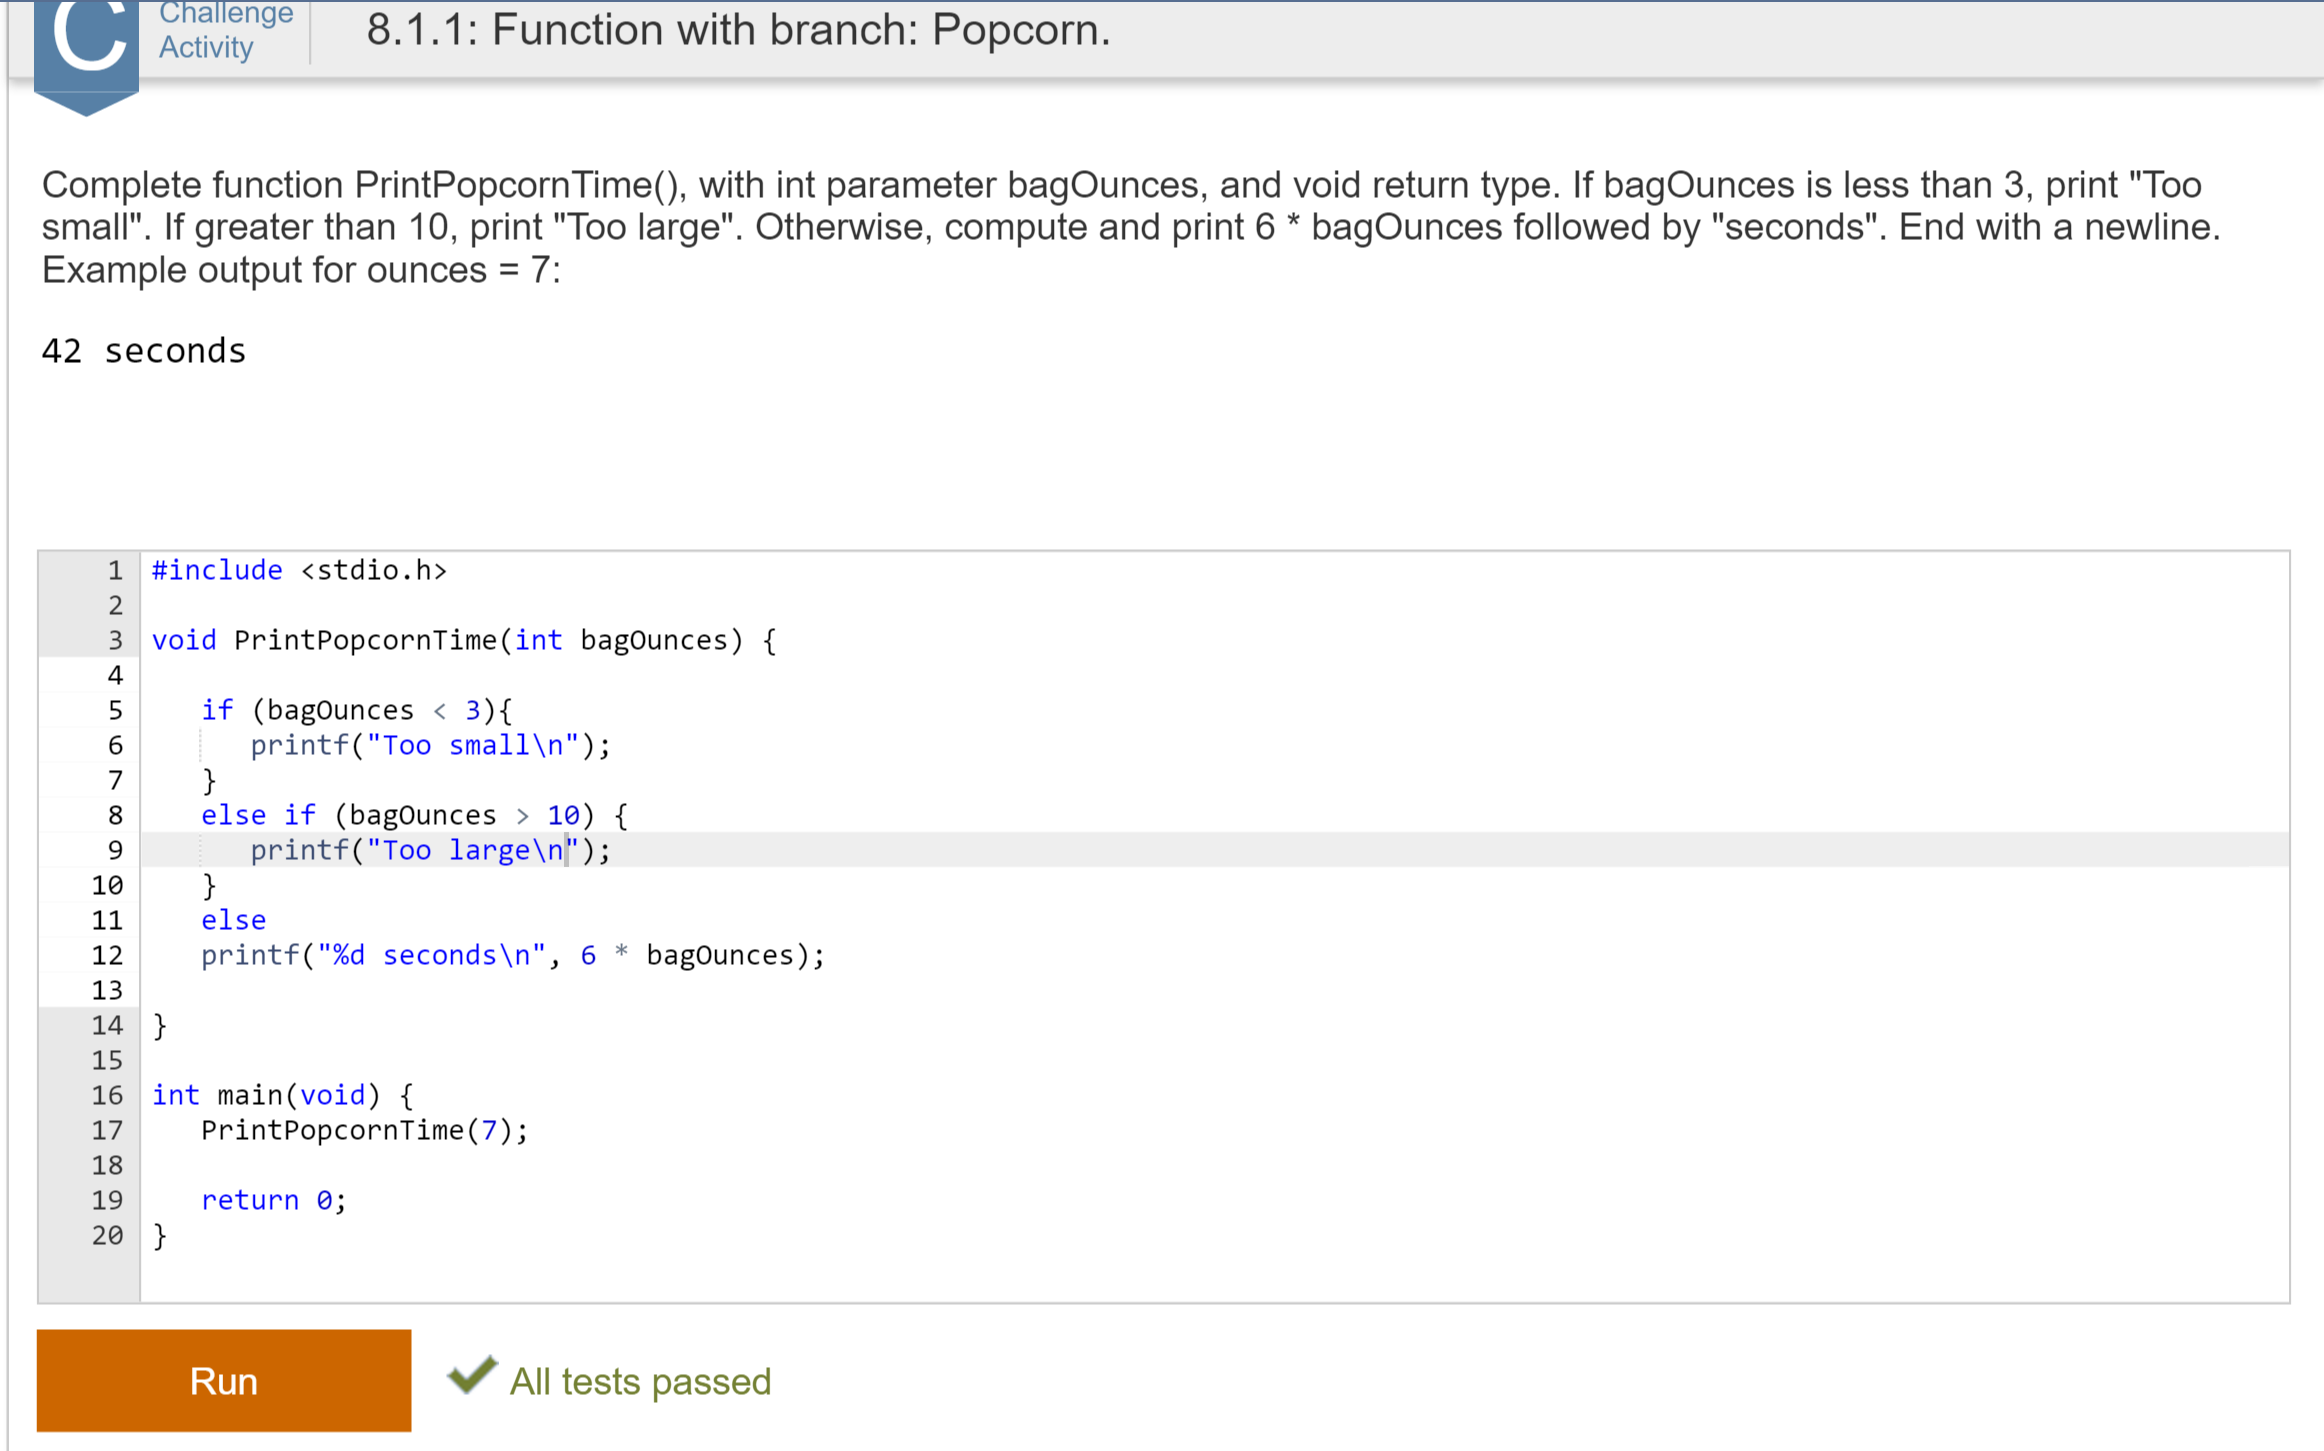 Challenge
Activity
8.1.1: Function with branch: Popcorn.
Complete function PrintPopcornTime(), with int parameter bagOunces, and void return type. If bagOunces is less than 3, print "Too
small". If greater than 10, print "Too large". Otherwise, compute and print 6 * bagOunces followed by "seconds". End with a newline.
Example output for ounces = 7:
42 seconds
1 #include <stdio.h>
2
3 void PrintPopcornTime(int bagOunces) {
4
5    if (bagOunces < 3){
6       printf("Too small\n");
7    }
8    else if (bagOunces > 10) {
9       printf("Too large\n");
10    }
11    else
12    printf("%d seconds\n", 6 * bagOunces);
13
14 }
15
16 int main(void) {
17    PrintPopcornTime(7);
18
19    return 0;
20 }
Run
All tests passed